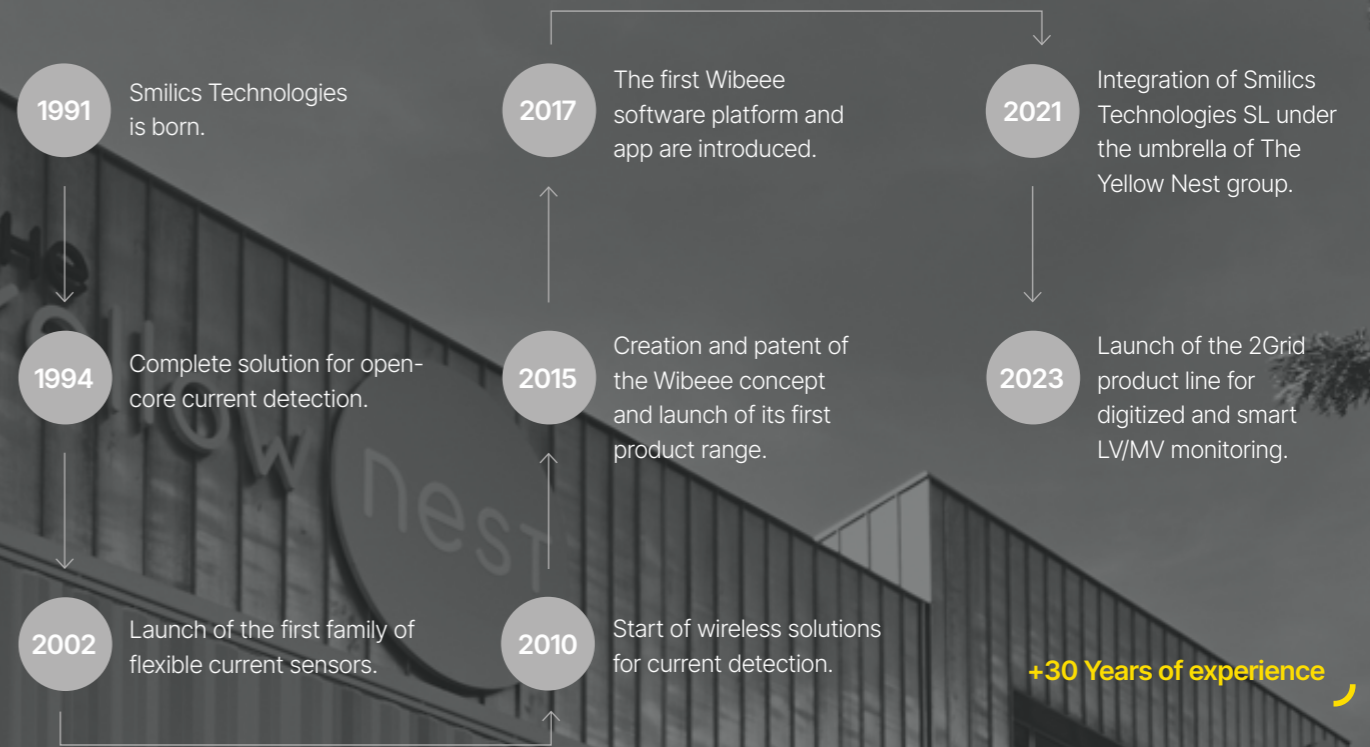 1991
Smilics Technologies
is born.
1994
Complete solution for open-
core current detection.
2002
Launch of the first family of
flexible current sensors.
2010
Start of wireless solutions
for current detection.
2015
Creation and patent of
the Wibeee concept
and launch of its first
product range.
2017
The first Wibeee
software platform and
app are introduced.
2021
Integration of Smilics
Technologies SL under
the umbrella of The
Yellow Nest group.
2023
Launch of the 2Grid
product line for
digitized and smart
LV/MV monitoring.
+30 Years of experience
He
ellow
nest